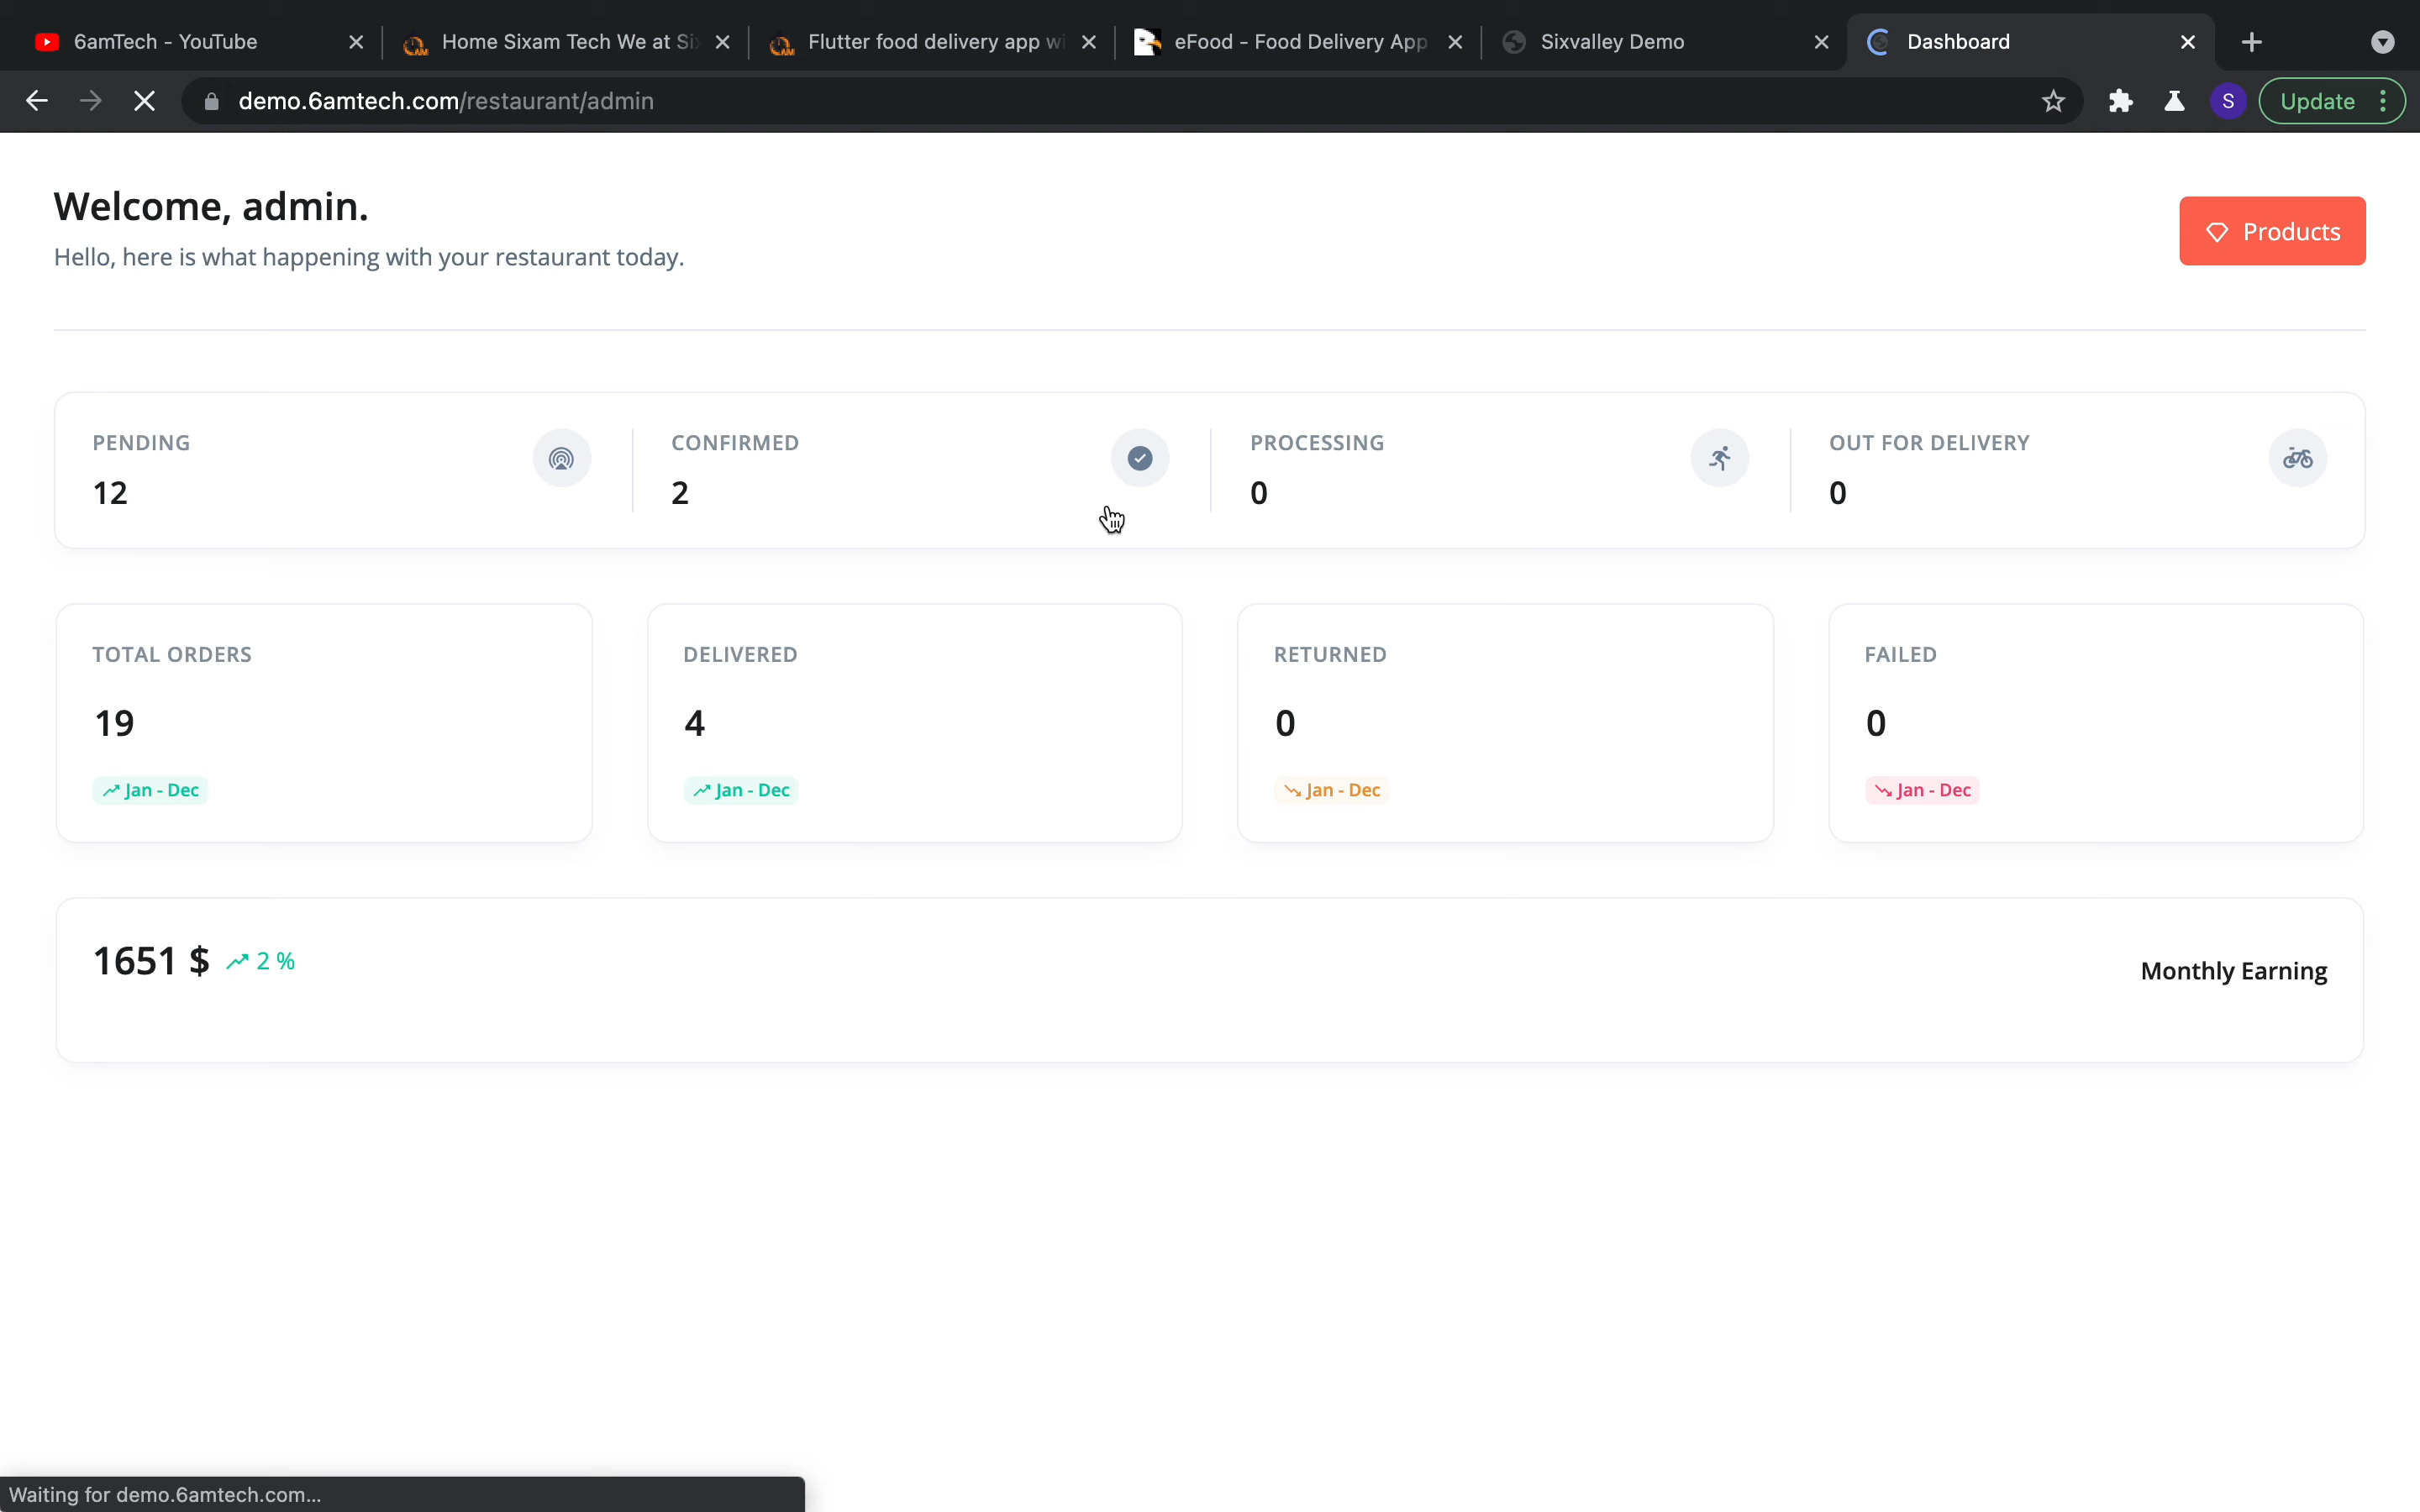 6amTech - YouTube
Home Sixam Tech We at Si
Flutter food delivery app wi
eFood - Food Delivery App
Sixvalley Demo
Dashboard
demo.6amtech.com/restaurant/admin
S
Update
Welcome, admin.
Hello, here is what happening with your restaurant today.
Products
PENDING
12
CONFIRMED
2
PROCESSING
0
OUT FOR DELIVERY
0
TOTAL ORDERS
19
Jan - Dec
DELIVERED
4
Jan - Dec
RETURNED
0
Jan - Dec
FAILED
0
Jan - Dec
1651 $ 2 %
Monthly Earning
Waiting for demo.6amtech.com...